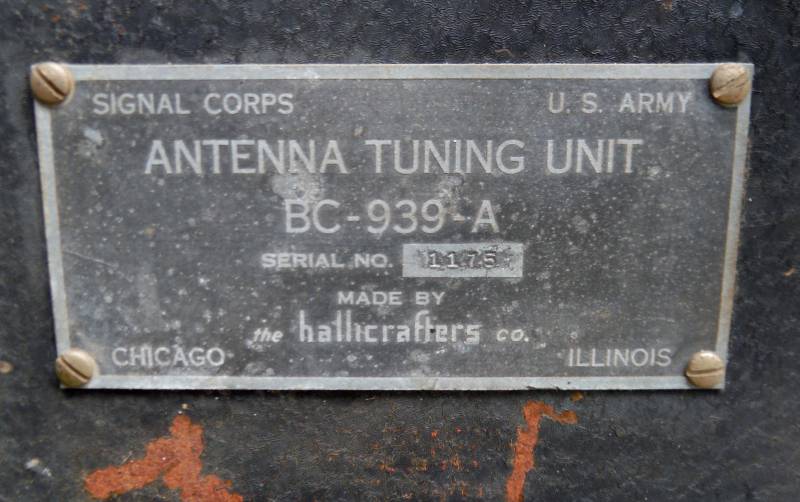 SIGNAL CORPS U. S. ARMY
ANTENNA TUNING UNIT
BC-939-A
SERIAL NO. 1175
MADE BY
the hallicrafters co.
CHICAGO ILLINOIS